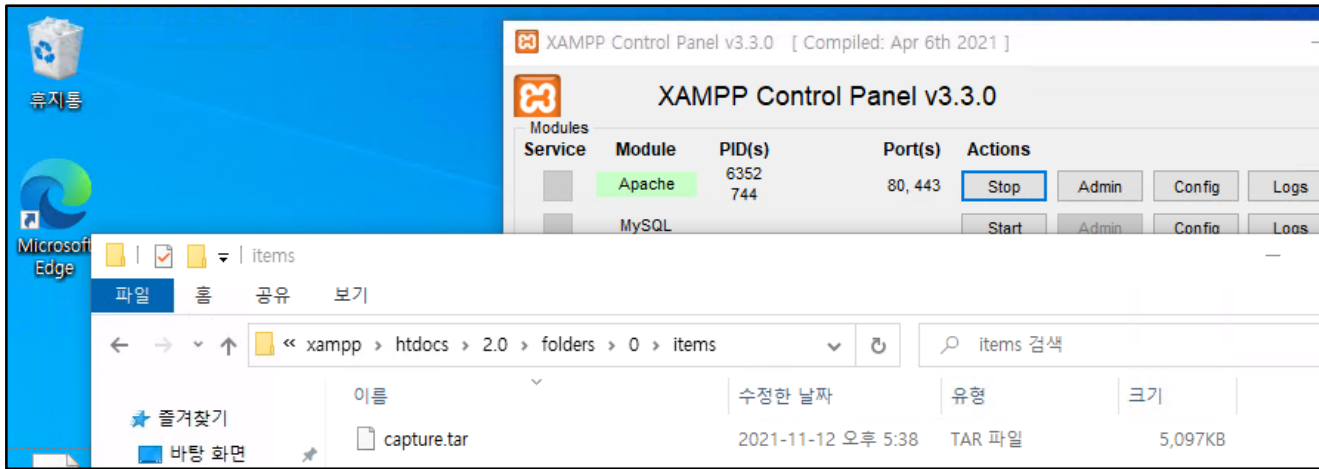 휴지통
Microsoft
Edge
XAMPP Control Panel v3.3.0 [ Compiled: Apr 6th 2021 ]
XAMPP Control Panel v3.3.0
Modules
Service Module PID(s) Port(s) Actions
Apache 6352 744 80, 443 Stop Admin Config Logs
MySQL Start Admin Config Logs
items
파일 홈 공유 보기
« xampp > htdocs > 2.0 > folders > 0 > items
items 검색
이름 수정한 날짜 유형 크기
즐겨찾기
바탕 화면
capture.tar 2021-11-12 오후 5:38 TAR 파일 5,097KB